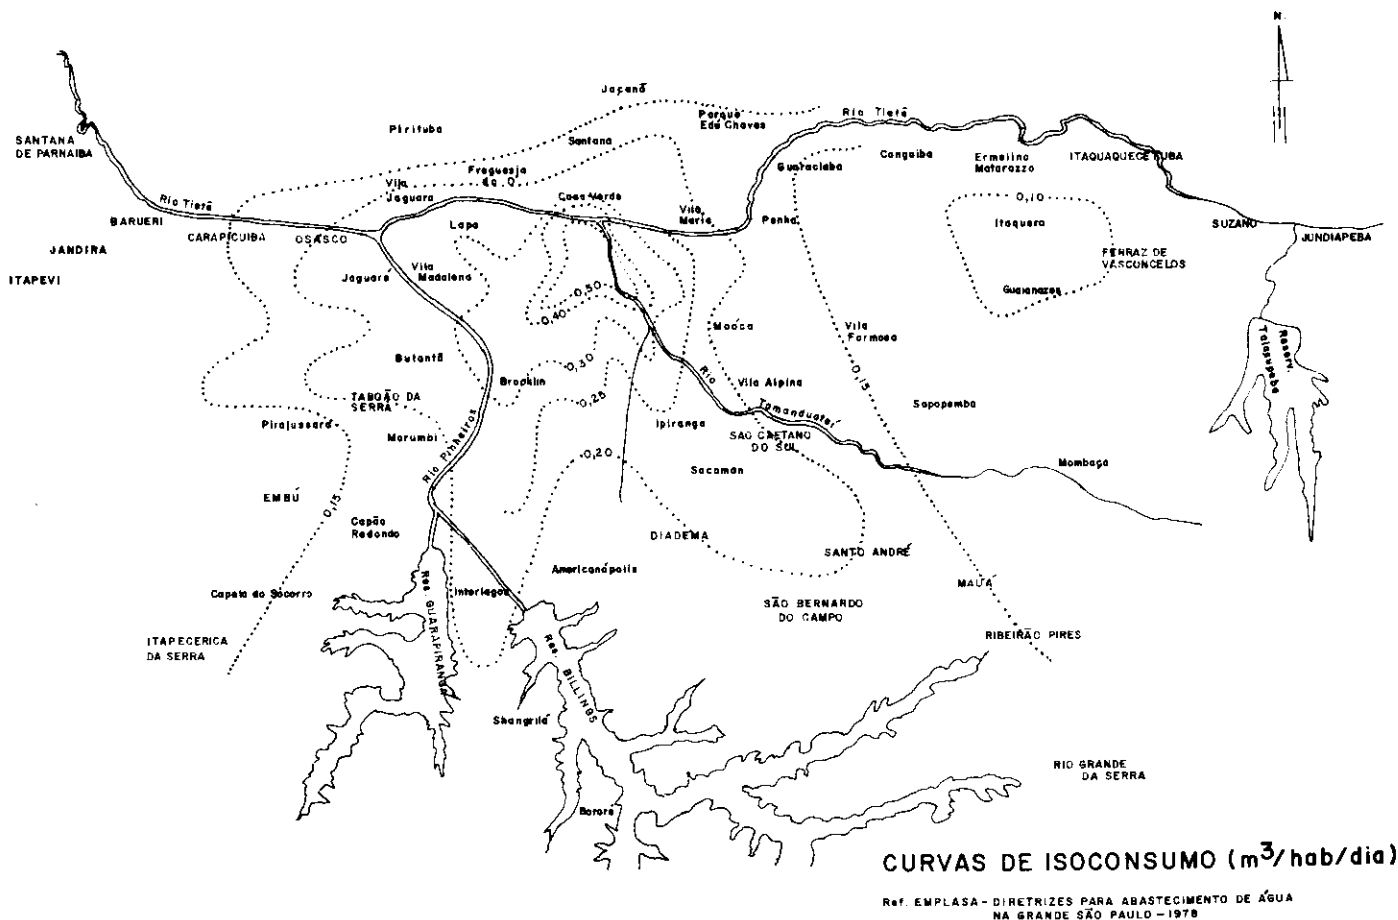 N.
Jaçanã
Parque
Edú Chaves
Rio Tietê
Pirituba
Santana
SANTANA
DE PARNAIBA
Cangaiba
Ermelino
Matarazzo
ITAQUAQUECETUBA
Guaraciaba
Freguesia
do O.
Vila
Jaguara
Casa Verde
0,10
Rio Tietê
BARUERI
Vila
Maria
Penha
Itaquera
SUZANO
JUNDIAPEBA
CARAPICUIBA
OSASCO
Lapa
JANDIRA
FERRAZ DE
VASCONCELOS
ITAPEVI
Jaguaré
Vila
Madalena
Guaianazes
0,50
0,40
Mooca
Vila
Formosa
Reserv.
Taiaçupeba
Butantã
0,30
Brooklin
Rio
Vila Alpina
0,15
TABOÃO DA
SERRA
0,25
Tamanduateí
Sapopemba
Pirajussara
Morumbi
Ipiranga
SÃO CAETANO
DO SUL
Rio Pinheiros
0,20
Sacomán
Mombaça
EMBÚ
0,15
Capão
Redondo
DIADEMA
SANTO ANDRÉ
Americanópolis
MAUÁ
Capela do Socorro
Interlagos
Res. GUARAPIRANGA
SÃO BERNARDO
DO CAMPO
ITAPECERICA
DA SERRA
RIBEIRÃO PIRES
Res. BILLINGS
Shangrilá
RIO GRANDE
DA SERRA
Bororé
CURVAS DE ISOCONSUMO (m³/hab/dia)
Ref. EMPLASA - DIRETRIZES PARA ABASTECIMENTO DE ÁGUA
NA GRANDE SÃO PAULO - 1978